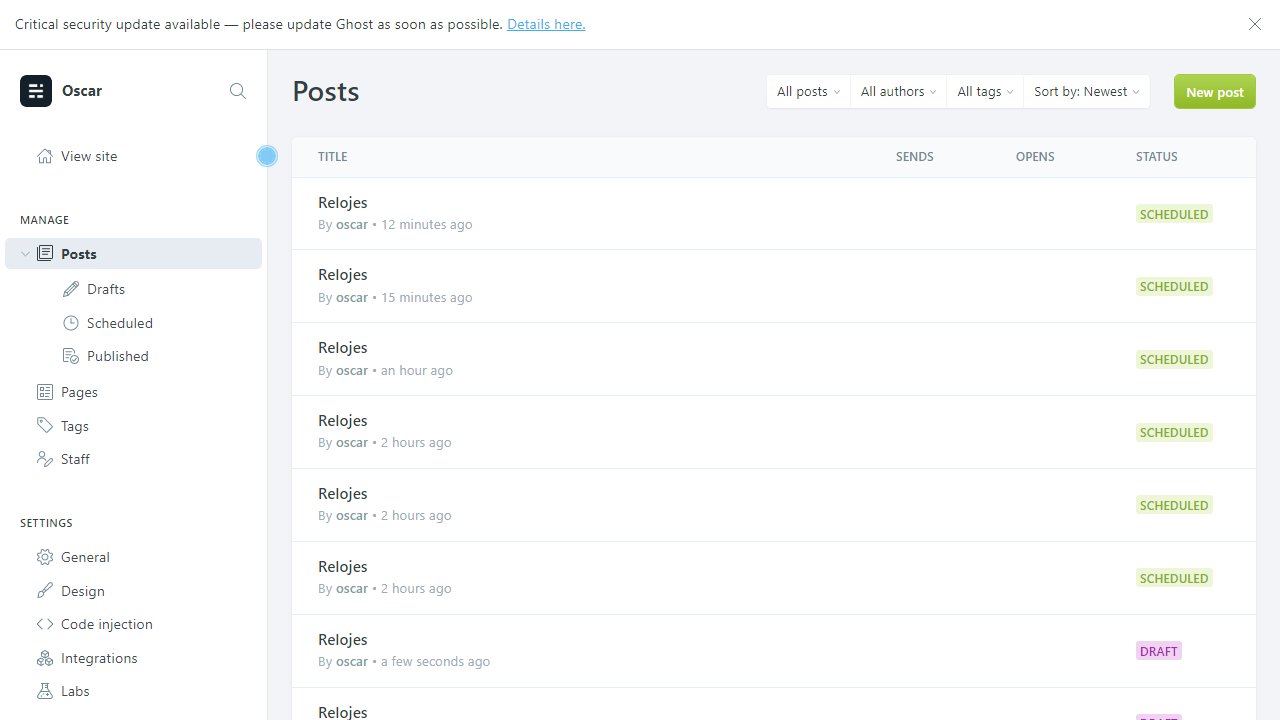 Critical security update available — please update Ghost as soon as possible. Details here.
Oscar
View site
MANAGE
Posts
Drafts
Scheduled
Published
Pages
Tags
Staff
SETTINGS
General
Design
Code injection
Integrations
Labs
Posts
All posts
All authors
All tags
Sort by: Newest
New post
TITLE SENDS OPENS STATUS
Relojes
By oscar • 12 minutes ago
SCHEDULED
Relojes
By oscar • 15 minutes ago
SCHEDULED
Relojes
By oscar • an hour ago
SCHEDULED
Relojes
By oscar • 2 hours ago
SCHEDULED
Relojes
By oscar • 2 hours ago
SCHEDULED
Relojes
By oscar • 2 hours ago
SCHEDULED
Relojes
By oscar • a few seconds ago
DRAFT
Relojes